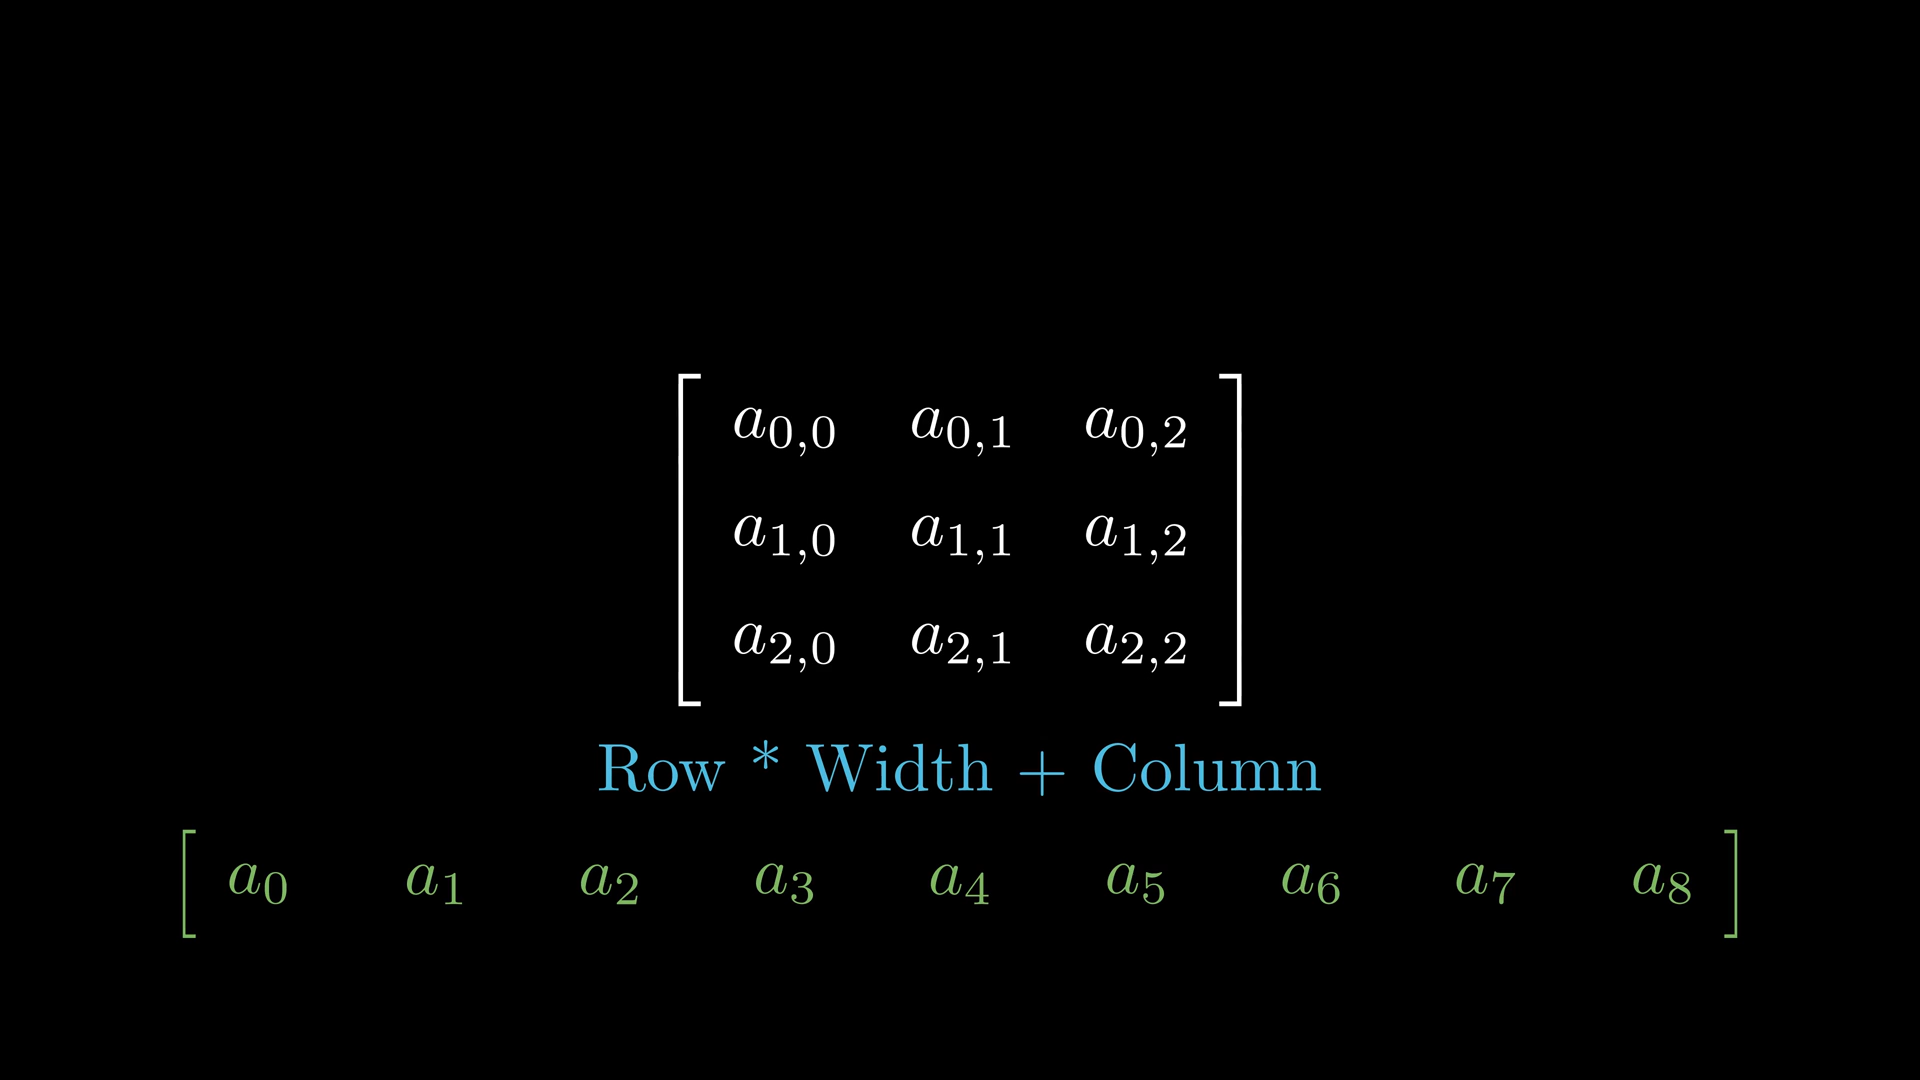 a0,0 a0,1 a0,2
a1,0 a1,1 a1,2
a2,0 a2,1 a2,2
Row * Width + Column
a0 a1 a2 a3 a4 a5 a6 a7 a8